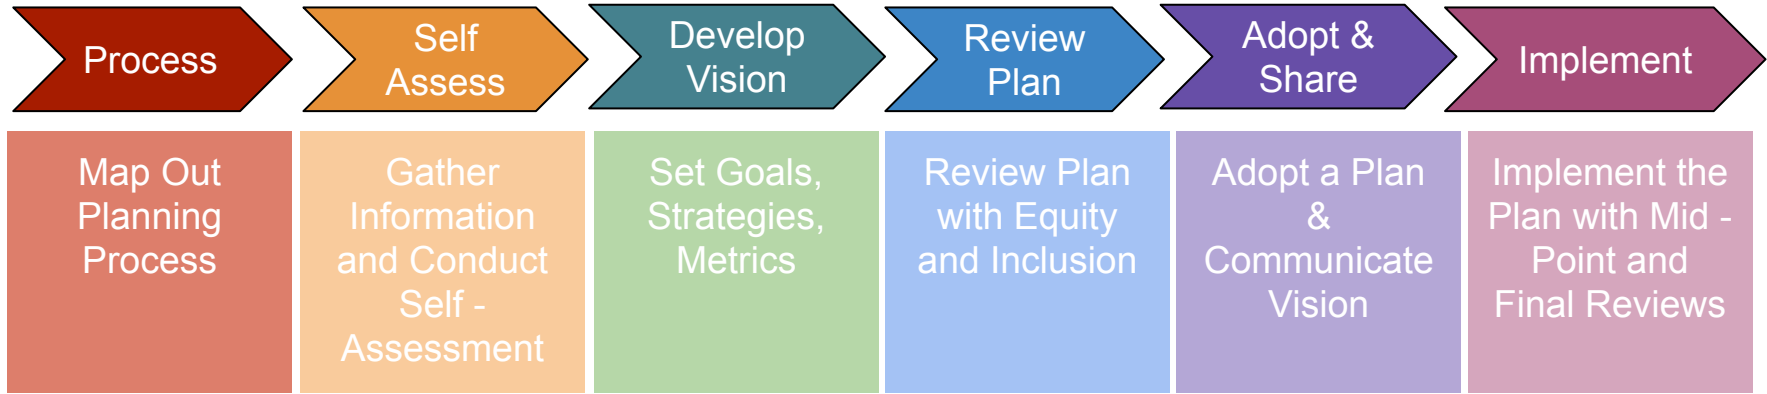 Process
Self
Assess
Develop
Vision
Review
Plan
Adopt &
Share
Implement
Map Out
Planning
Process
Gather
Information
and Conduct
Self -
Assessment
Set Goals,
Strategies,
Metrics
Review Plan
with Equity
and Inclusion
Adopt a Plan
&
Communicate
Vision
Implement the
Plan with Mid -
Point and
Final Reviews